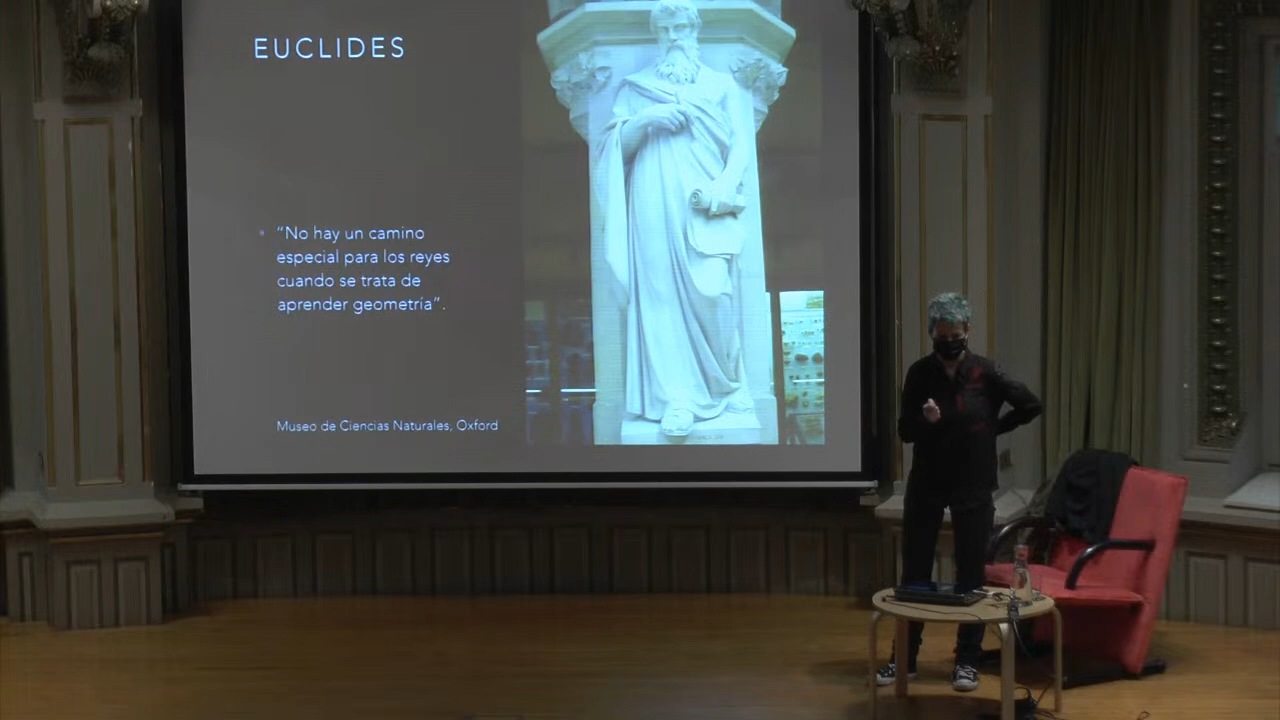 EUCLIDES
“No hay un camino
especial para los reyes
cuando se trata de
aprender geometría”.
Museo de Ciencias Naturales, Oxford